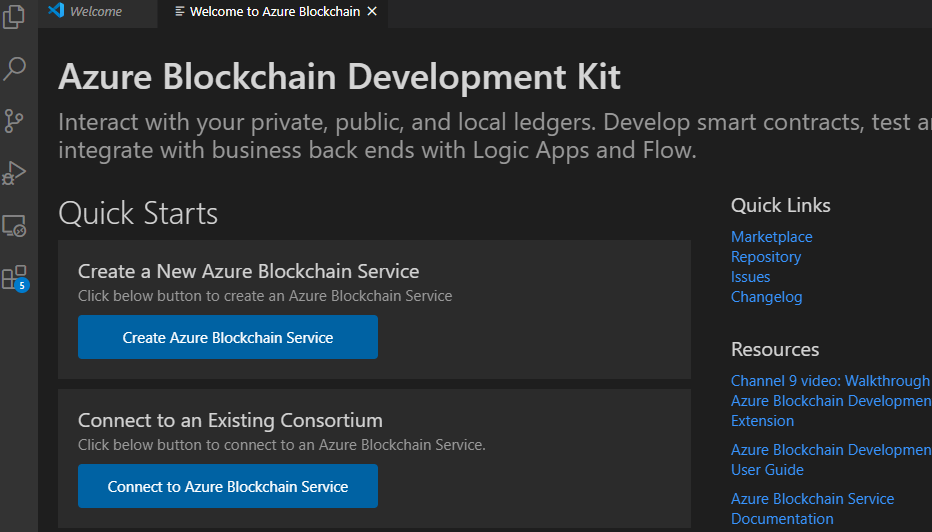 Welcome
Welcome to Azure Blockchain
Azure Blockchain Development Kit
Interact with your private, public, and local ledgers. Develop smart contracts, test
integrate with business back ends with Logic Apps and Flow.
Quick Starts
Create a New Azure Blockchain Service
Click below button to create an Azure Blockchain Service
Create Azure Blockchain Service
Connect to an Existing Consortium
Click below button to connect to an Azure Blockchain Service.
Connect to Azure Blockchain Service
Quick Links
Marketplace
Repository
Issues
Changelog
Resources
Channel 9 video: Walkthrough
Azure Blockchain Developmen
Extension
Azure Blockchain Developmen
User Guide
Azure Blockchain Service
Documentation
5